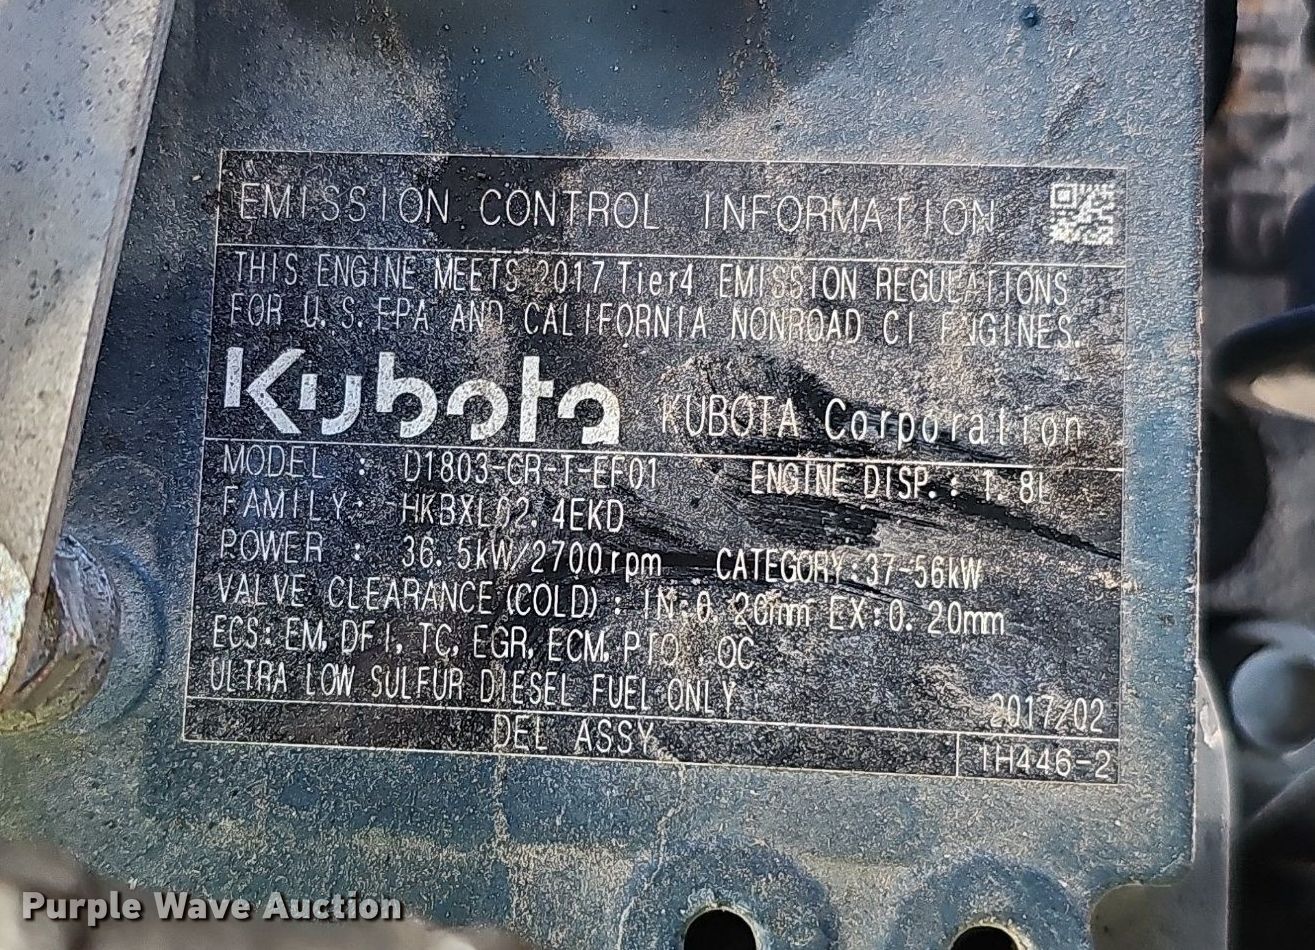 EMISSION CONTROL INFORMATION
THIS ENGINE MEETS 2017 Tier4 EMISSION REGULATIONS
FOR U.S.EPA AND CALIFORNIA NONROAD CI ENGINES.
Kubota KUBOTA Corporation
MODEL : D1803-CR-T-EF01 ENGINE DISP.: 1.8L
FAMILY: HKBXL02.4EKD
POWER : 36.5kW/2700rpm CATEGORY:37-56kW
VALVE CLEARANCE(COLD): IN:0.20mm EX:0.20mm
ECS:EM,DFI,TC,EGR,ECM,PTO OC
ULTRA LOW SULFUR DIESEL FUEL ONLY
2017/02
DEL ASSY
1H446-2
Purple Wave Auction